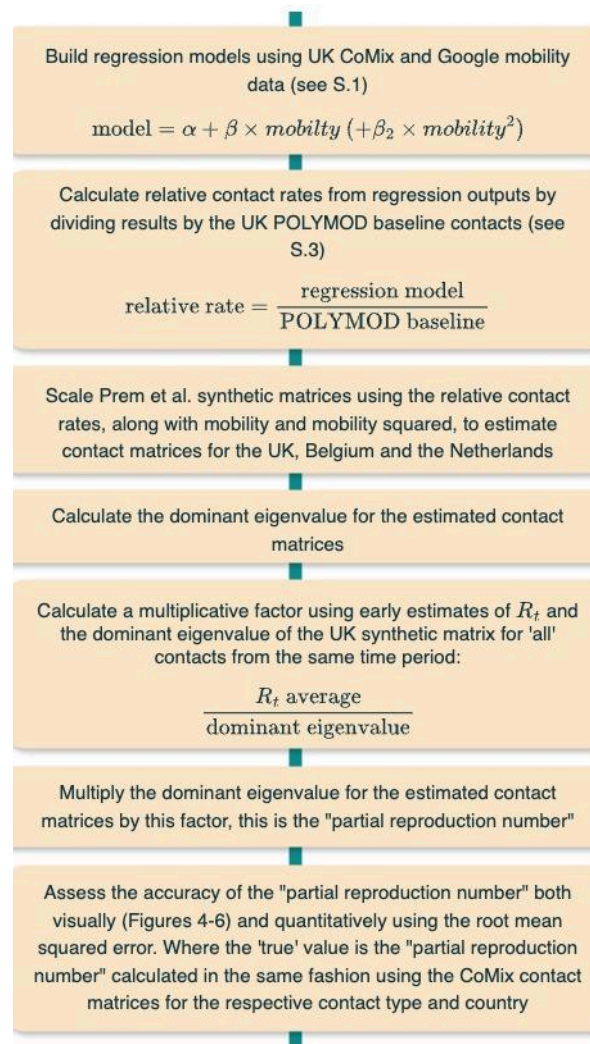 Build regression models using UK CoMix and Google mobility
data (see S.1)
model = α + β × mobilty (+β₂ × mobility²)
Calculate relative contact rates from regression outputs by
dividing results by the UK POLYMOD baseline contacts (see
S.3)
relative rate = regression model / POLYMOD baseline
Scale Prem et al. synthetic matrices using the relative contact
rates, along with mobility and mobility squared, to estimate
contact matrices for the UK, Belgium and the Netherlands
Calculate the dominant eigenvalue for the estimated contact
matrices
Calculate a multiplicative factor using early estimates of Rₜ and
the dominant eigenvalue of the UK synthetic matrix for 'all'
contacts from the same time period:
Rₜ average
dominant eigenvalue
Multiply the dominant eigenvalue for the estimated contact
matrices by this factor, this is the "partial reproduction number"
Assess the accuracy of the "partial reproduction number" both
visually (Figures 4-6) and quantitatively using the root mean
squared error. Where the 'true' value is the "partial reproduction
number" calculated in the same fashion using the CoMix contact
matrices for the respective contact type and country